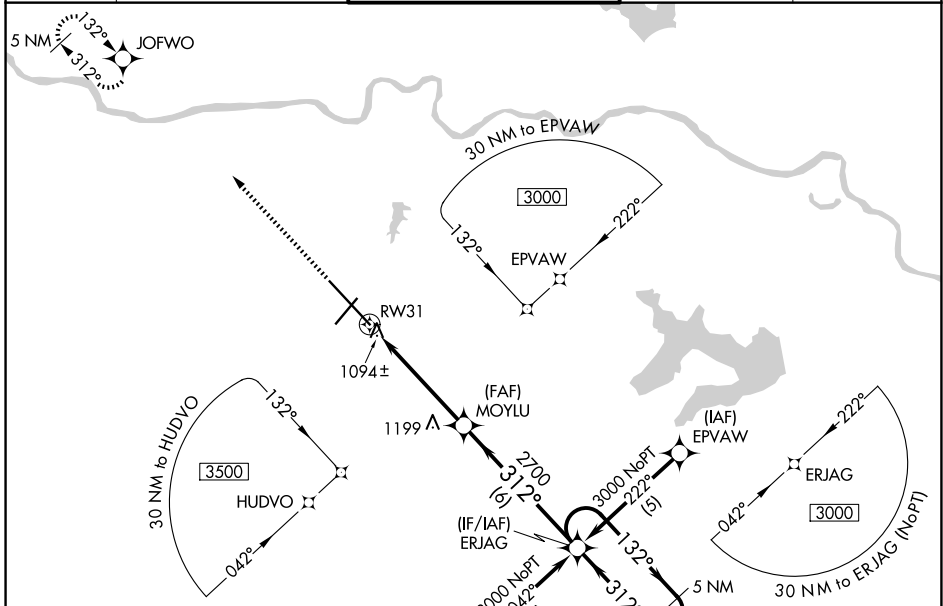 132°
JOFWO
5 NM
312°
30 NM to EPVAW
3000
222°
132°
EPVAW
RW31
1094±
(FAF)
MOYLU
1199
30 NM to HUDVO
132°
3500
HUDVO
042°
2700
312°
(6)
(IAF)
EPVAW
3000 NoPT
222°
(5)
(IF/IAF)
ERJAG
222°
ERJAG
042°
3000
30 NM to ERJAG (NoPT)
132°
5 NM
3000 NoPT
042°
312°